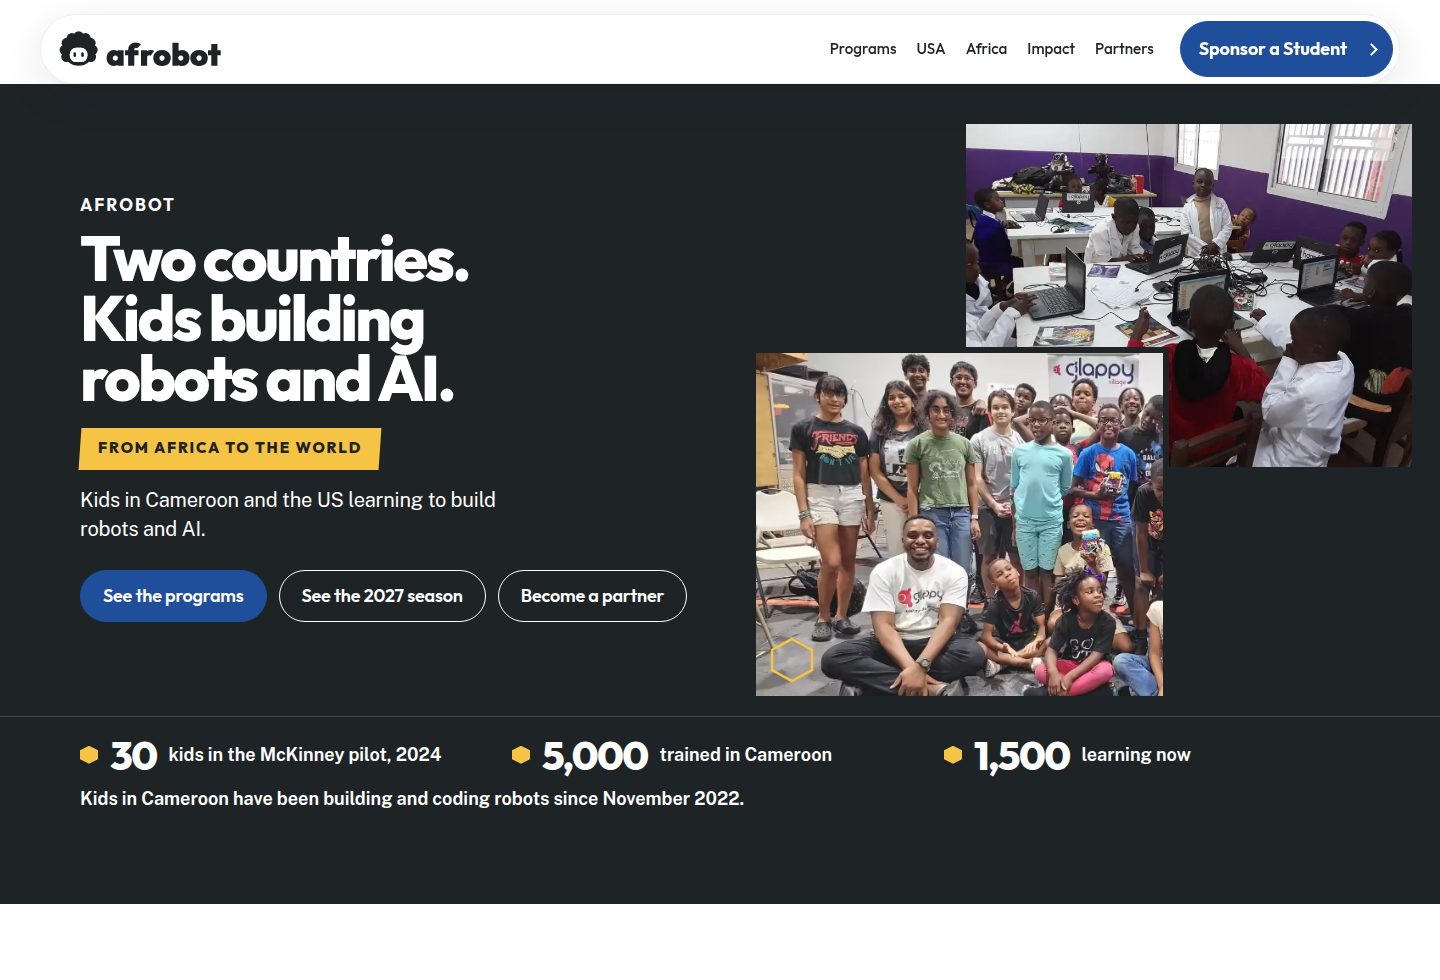 afrobot
Programs USA Africa Impact Partners Sponsor a Student
AFROBOT
Two countries.
Kids building
robots and AI.
FROM AFRICA TO THE WORLD
Kids in Cameroon and the US learning to build
robots and AI.
See the programs See the 2027 season Become a partner
glappy
village
FRIENDS
glappy
30 kids in the McKinney pilot, 2024 5,000 trained in Cameroon 1,500 learning now
Kids in Cameroon have been building and coding robots since November 2022.